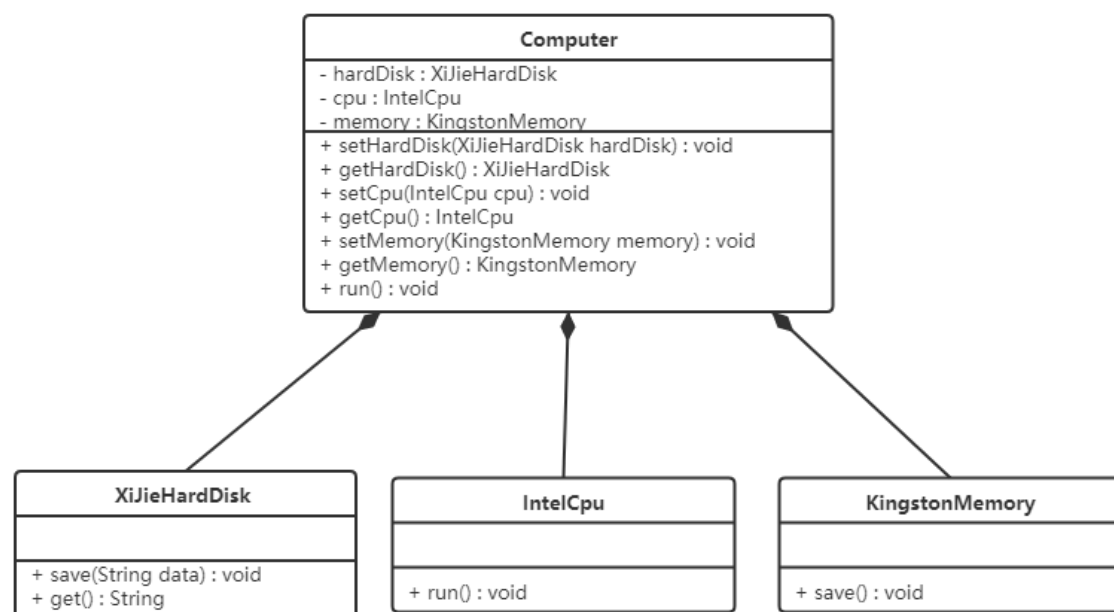 Computer
- hardDisk : XiJieHardDisk
- cpu : IntelCpu
- memory : KingstonMemory
+ setHardDisk(XiJieHardDisk hardDisk) : void
+ getHardDisk() : XiJieHardDisk
+ setCpu(IntelCpu cpu) : void
+ getCpu() : IntelCpu
+ setMemory(KingstonMemory memory) : void
+ getMemory() : KingstonMemory
+ run() : void
XiJieHardDisk
+ save(String data) : void
+ get() : String
IntelCpu
+ run() : void
KingstonMemory
+ save() : void